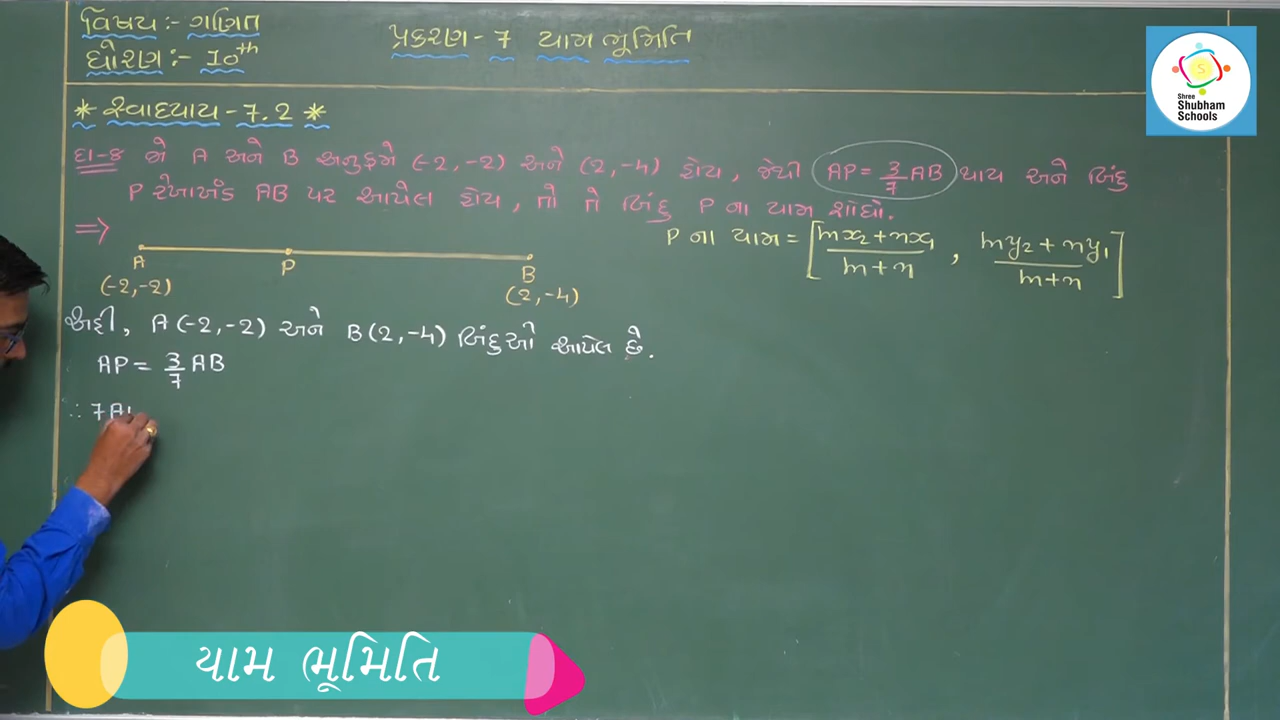 વિષય:- ગણિત
ધોરણ:- 10th
પ્રકરણ - 7 યામ ભૂમિતિ
Shree
Shubham
Schools
* સ્વાધ્યાય - 7.2 *
દા-8 જો A અને B અનુક્રમે (-2,-2) અને (2,-4) હોય, જેથી AP = 3/7 AB થાય અને બિંદુ
P રેખાખંડ AB પર આવેલ હોય, તો તે બિંદુ P ના યામ શોધો.
⇒
P ના યામ = [mx₂+nx₁/m+n , my₂+ny₁/m+n]
A P B
(-2,-2) (2,-4)
અહીં, A(-2,-2) અને B(2,-4) બિંદુઓ આપેલ છે.
AP = 3/7 AB
∴ 7A
યામ ભૂમિતિ